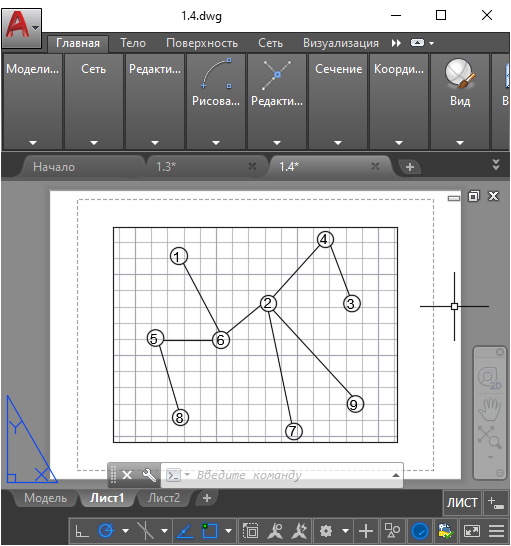 1.4.dwg
Главная Тело Поверхность Сеть Визуализация
Модели... Сеть Редакти... Рисова... Редакти... Сечение Коорди... Вид В
Начало 1.3* 1.4* +
4
1
2
3
5
6
9
8
7
2D
Y
X
Введите команду
Модель Лист1 Лист2 +
ЛИСТ